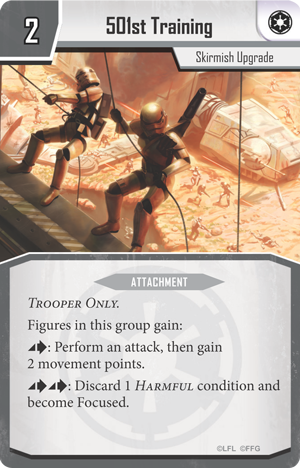 2
501st Training
Skirmish Upgrade
ATTACHMENT
TROOPER ONLY.
Figures in this group gain:
: Perform an attack, then gain
2 movement points.
: Discard 1 HARMFUL condition and
become Focused.
©LFL ©FFG